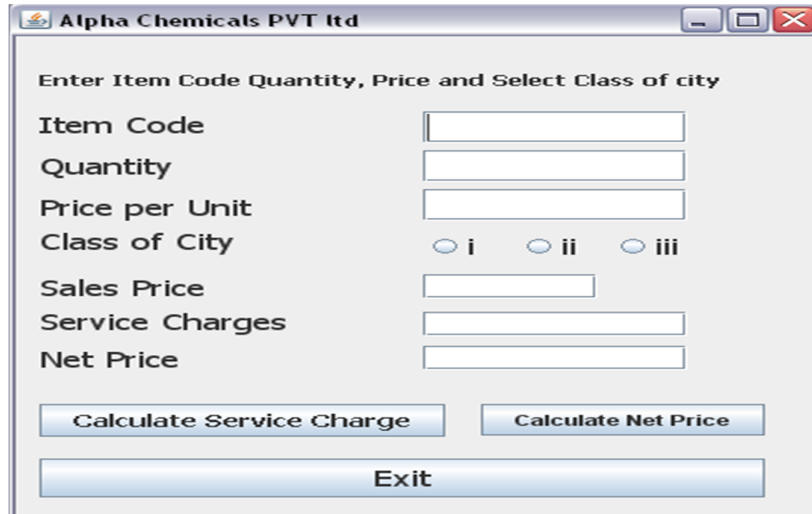 Alpha Chemicals PVT ltd
Enter Item Code Quantity, Price and Select Class of city
Item Code
Quantity
Price per Unit
Class of City i ii iii
Sales Price
Service Charges
Net Price
Calculate Service Charge Calculate Net Price
Exit